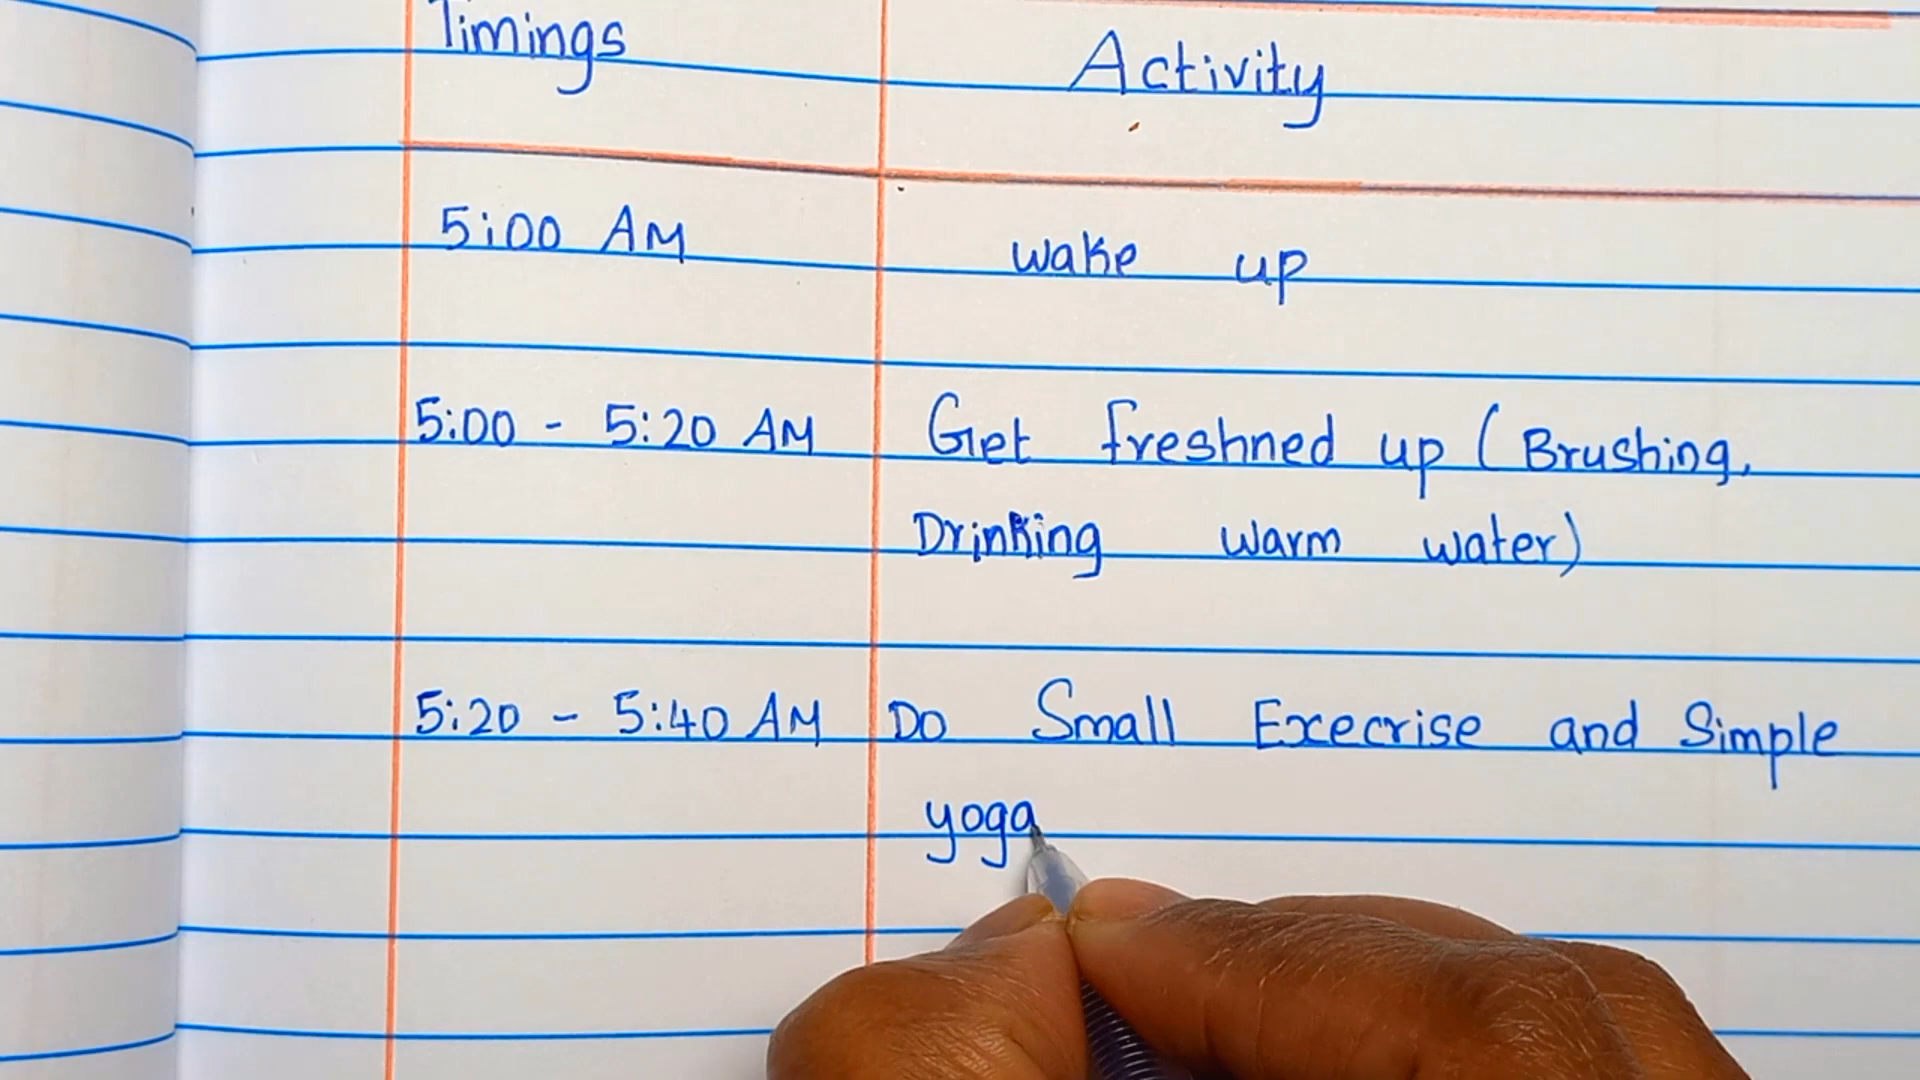 Timings Activity
5:00 AM wake up
5:00 - 5:20 AM Get freshned up (Brushing,
Drinking warm water)
5:20 - 5:40 AM Do Small Execrise and Simple
yoga